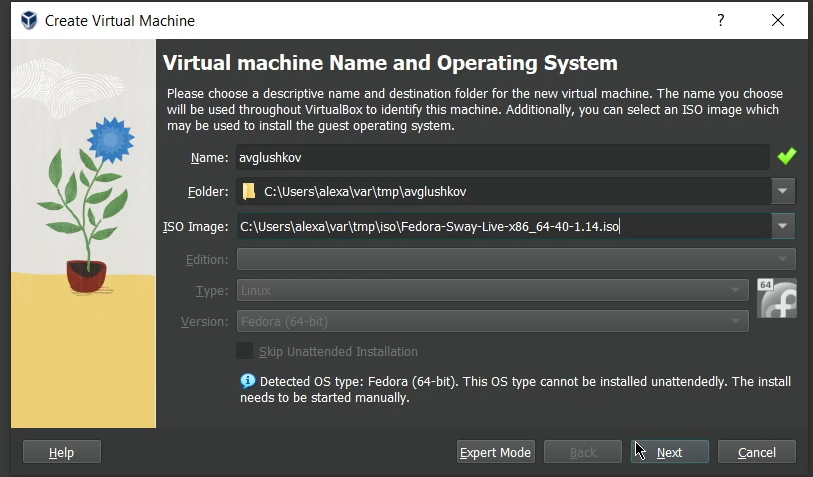 Create Virtual Machine
?
Virtual machine Name and Operating System
Please choose a descriptive name and destination folder for the new virtual machine. The name you choose
will be used throughout VirtualBox to identify this machine. Additionally, you can select an ISO image which
may be used to install the guest operating system.
Name: avglushkov
Folder: C:\Users\alexa\var\tmp\avglushkov
ISO Image: C:\Users\alexa\var\tmp\iso\Fedora-Sway-Live-x86_64-40-1.14.iso
Edition:
Type: Linux
64
Version: Fedora (64-bit)
Skip Unattended Installation
Detected OS type: Fedora (64-bit). This OS type cannot be installed unattendedly. The install
needs to be started manually.
Help Expert Mode Back Next Cancel